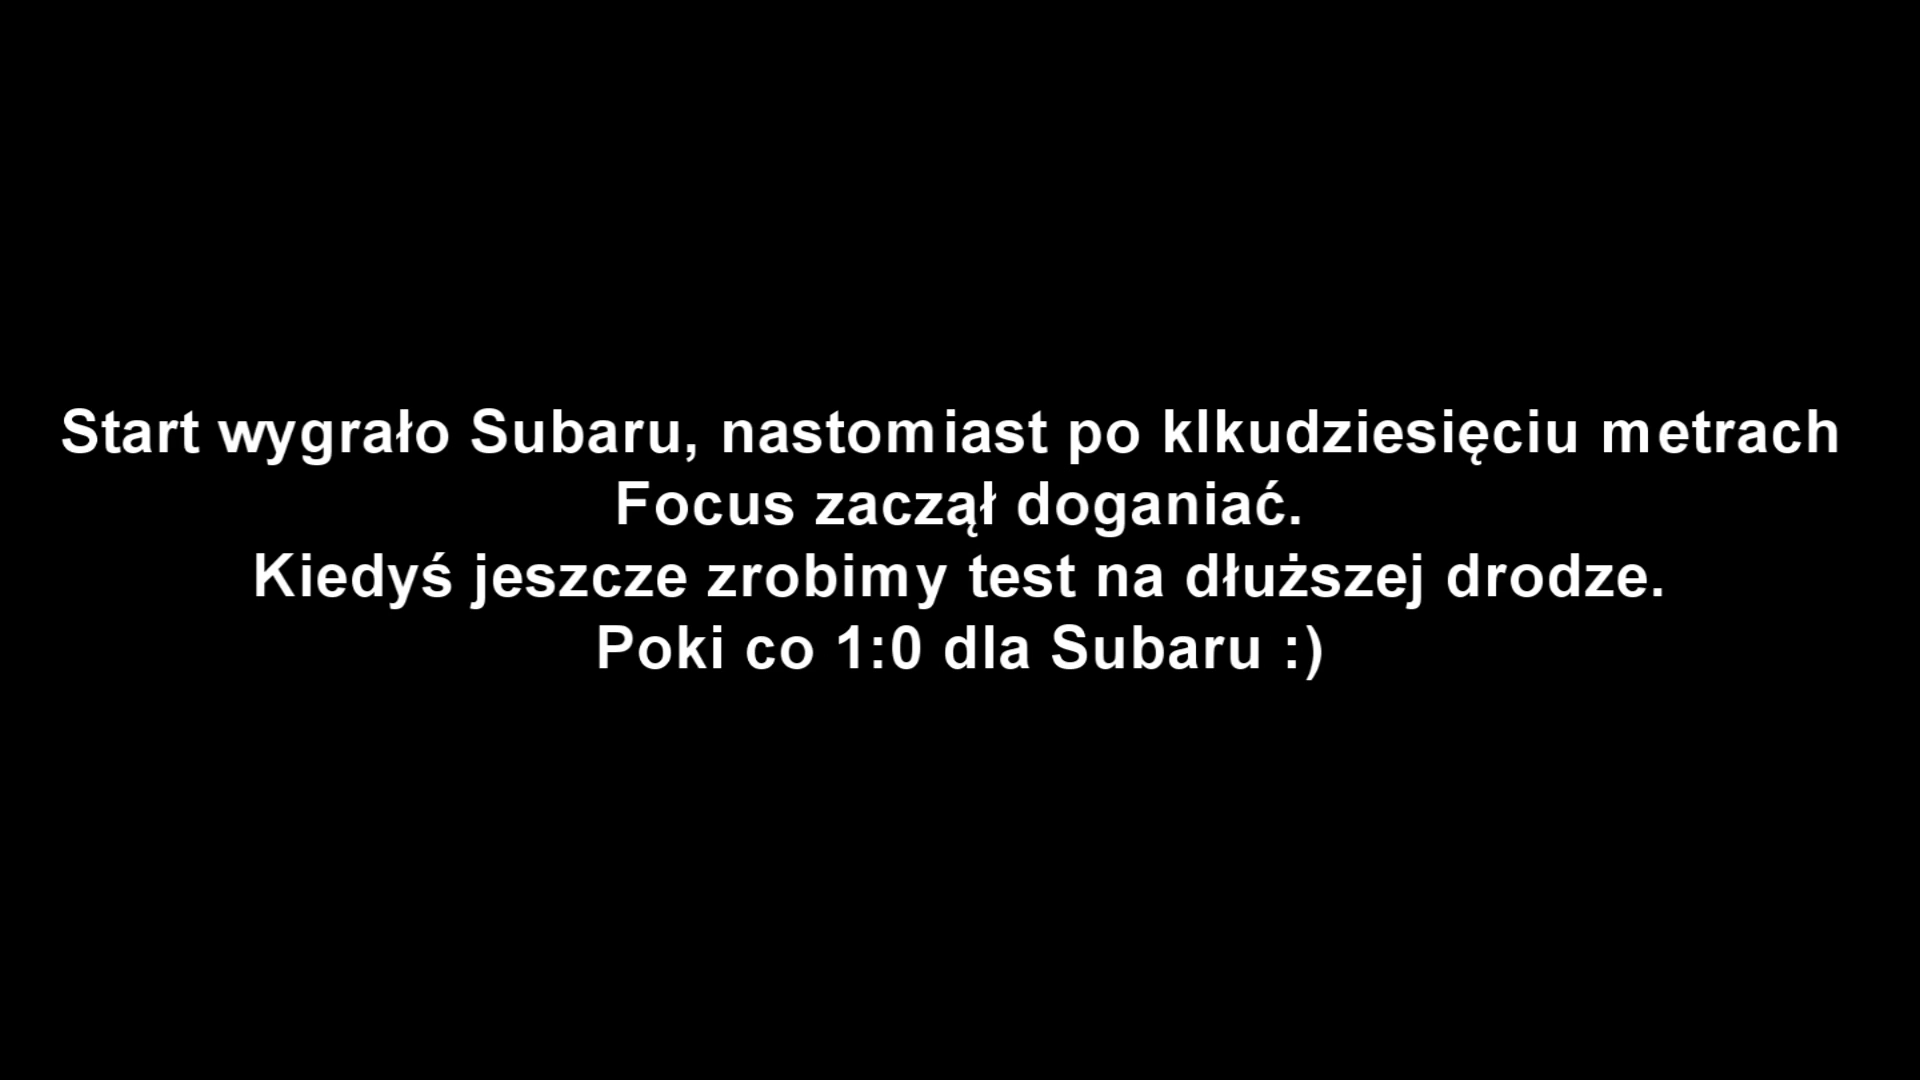 Start wygrało Subaru, nastomiast po klkudziesięciu metrach
Focus zaczął doganiać.
Kiedyś jeszcze zrobimy test na dłuższej drodze.
Poki co 1:0 dla Subaru :)